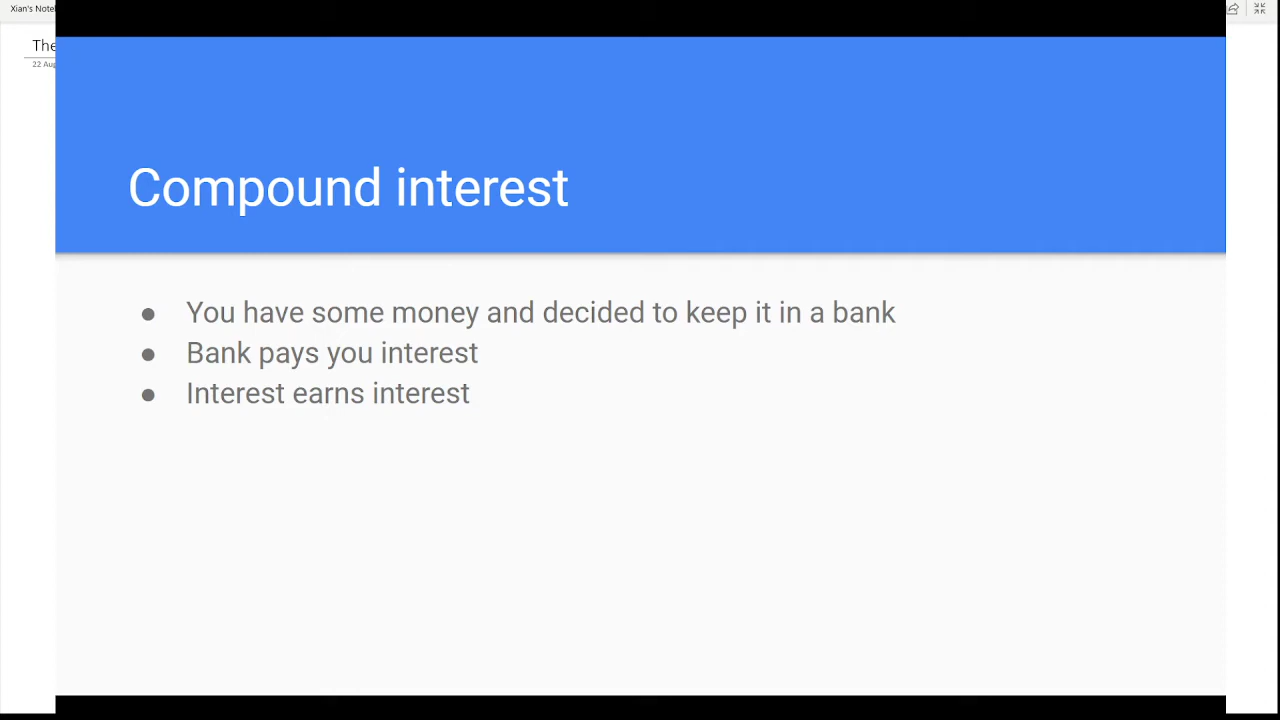 Xian's
The
22 Aug
Compound interest
● You have some money and decided to keep it in a bank
● Bank pays you interest
● Interest earns interest